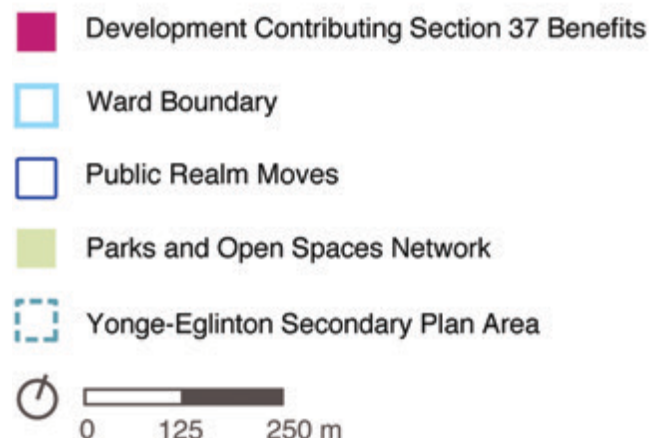 Development Contributing Section 37 Benefits
Ward Boundary
Public Realm Moves
Parks and Open Spaces Network
Yonge-Eglinton Secondary Plan Area
0 125 250 m